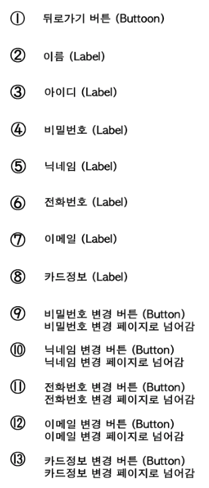 ① 뒤로가기 버튼 (Buttoon)
② 이름 (Label)
③ 아이디 (Label)
④ 비밀번호 (Label)
⑤ 닉네임 (Label)
⑥ 전화번호 (Label)
⑦ 이메일 (Label)
⑧ 카드정보 (Label)
⑨ 비밀번호 변경 버튼 (Button)
비밀번호 변경 페이지로 넘어감
⑩ 닉네임 변경 버튼 (Button)
닉네임 변경 페이지로 넘어감
⑪ 전화번호 변경 버튼 (Button)
전화번호 변경 페이지로 넘어감
⑫ 이메일 변경 버튼 (Button)
이메일 변경 페이지로 넘어감
⑬ 카드정보 변경 버튼 (Button)
카드정보 변경 페이지로 넘어감